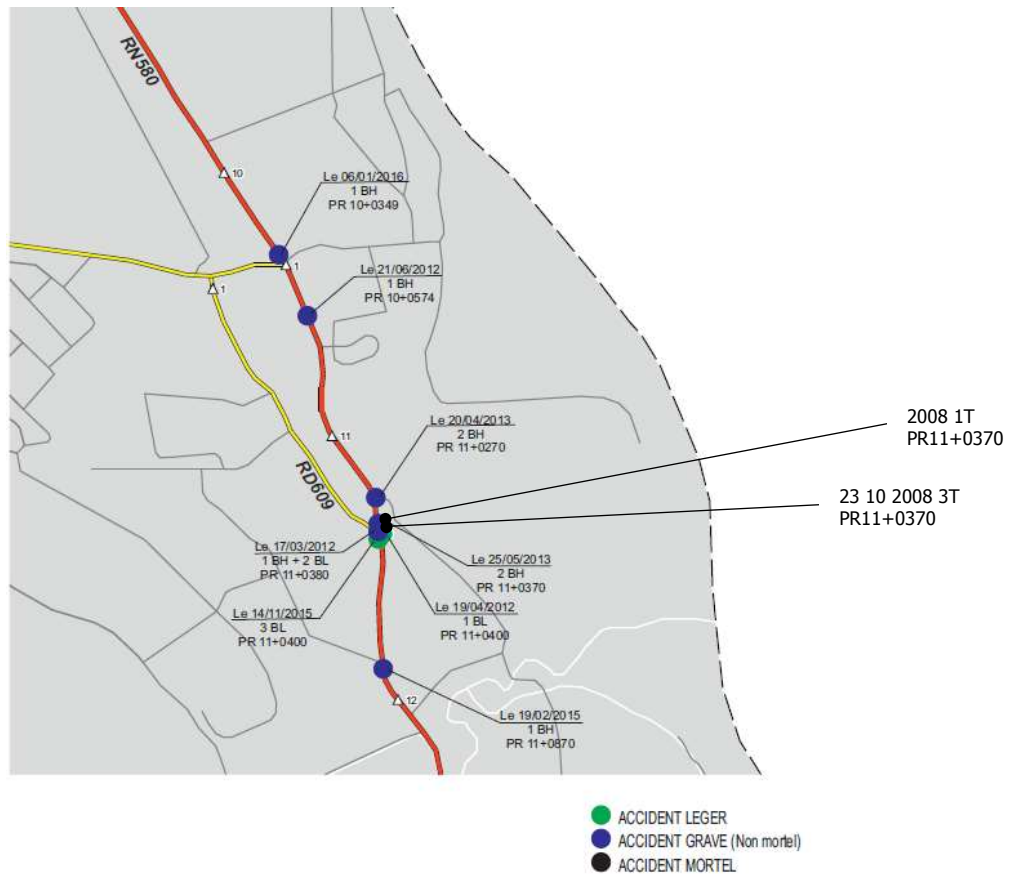 RN580
10
Le 06/01/2016
1 BH
PR 10+0349
1
Le 21/06/2012
1 BH
PR 10+0574
1
Le 20/04/2013
2 BH
PR 11+0270
11
2008 1T
PR11+0370
RD609
23 10 2008 3T
PR11+0370
Le 17/03/2012
1 BH + 2 BL
PR 11+0380
Le 25/05/2013
2 BH
PR 11+0370
Le 14/11/2015
3 BL
PR 11+0400
Le 19/04/2012
1 BL
PR 11+0400
12
Le 19/02/2015
1 BH
PR 11+0870
ACCIDENT LEGER
ACCIDENT GRAVE (Non mortel)
ACCIDENT MORTEL